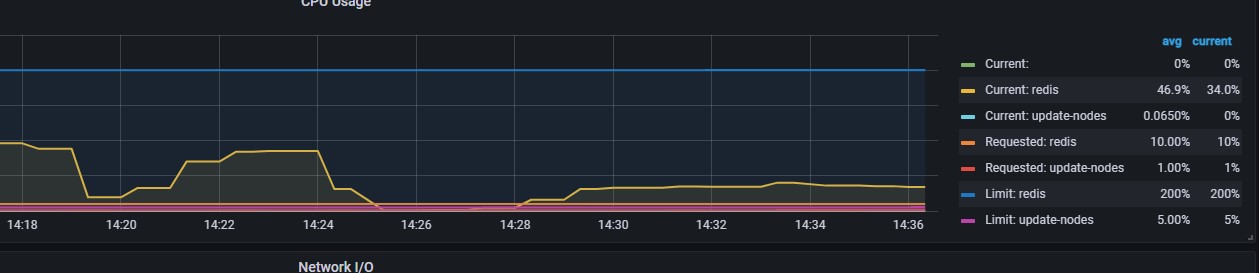 CPU Usage
avg current
Current: 0% 0%
Current: redis 46.9% 34.0%
Current: update-nodes 0.0650% 0%
Requested: redis 10.00% 10%
Requested: update-nodes 1.00% 1%
Limit: redis 200% 200%
Limit: update-nodes 5.00% 5%
14:18 14:20 14:22 14:24 14:26 14:28 14:30 14:32 14:34 14:36
Network I/O